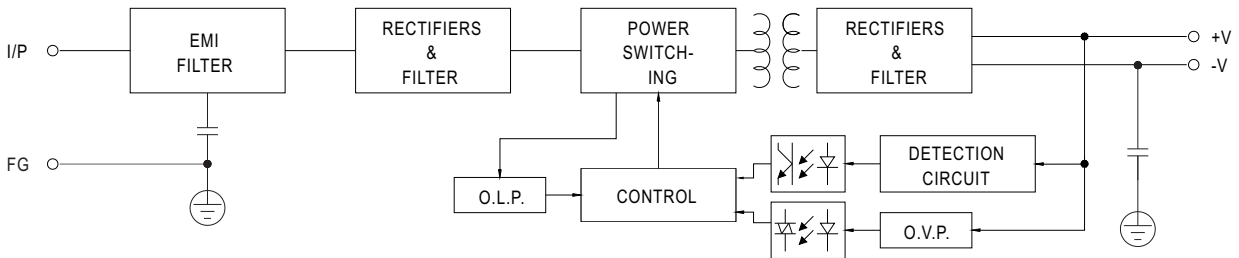 I/P
EMI
FILTER
RECTIFIERS
&
FILTER
POWER
SWITCH-
ING
RECTIFIERS
&
FILTER
+V
-V
FG
O.L.P.
CONTROL
DETECTION
CIRCUIT
O.V.P.